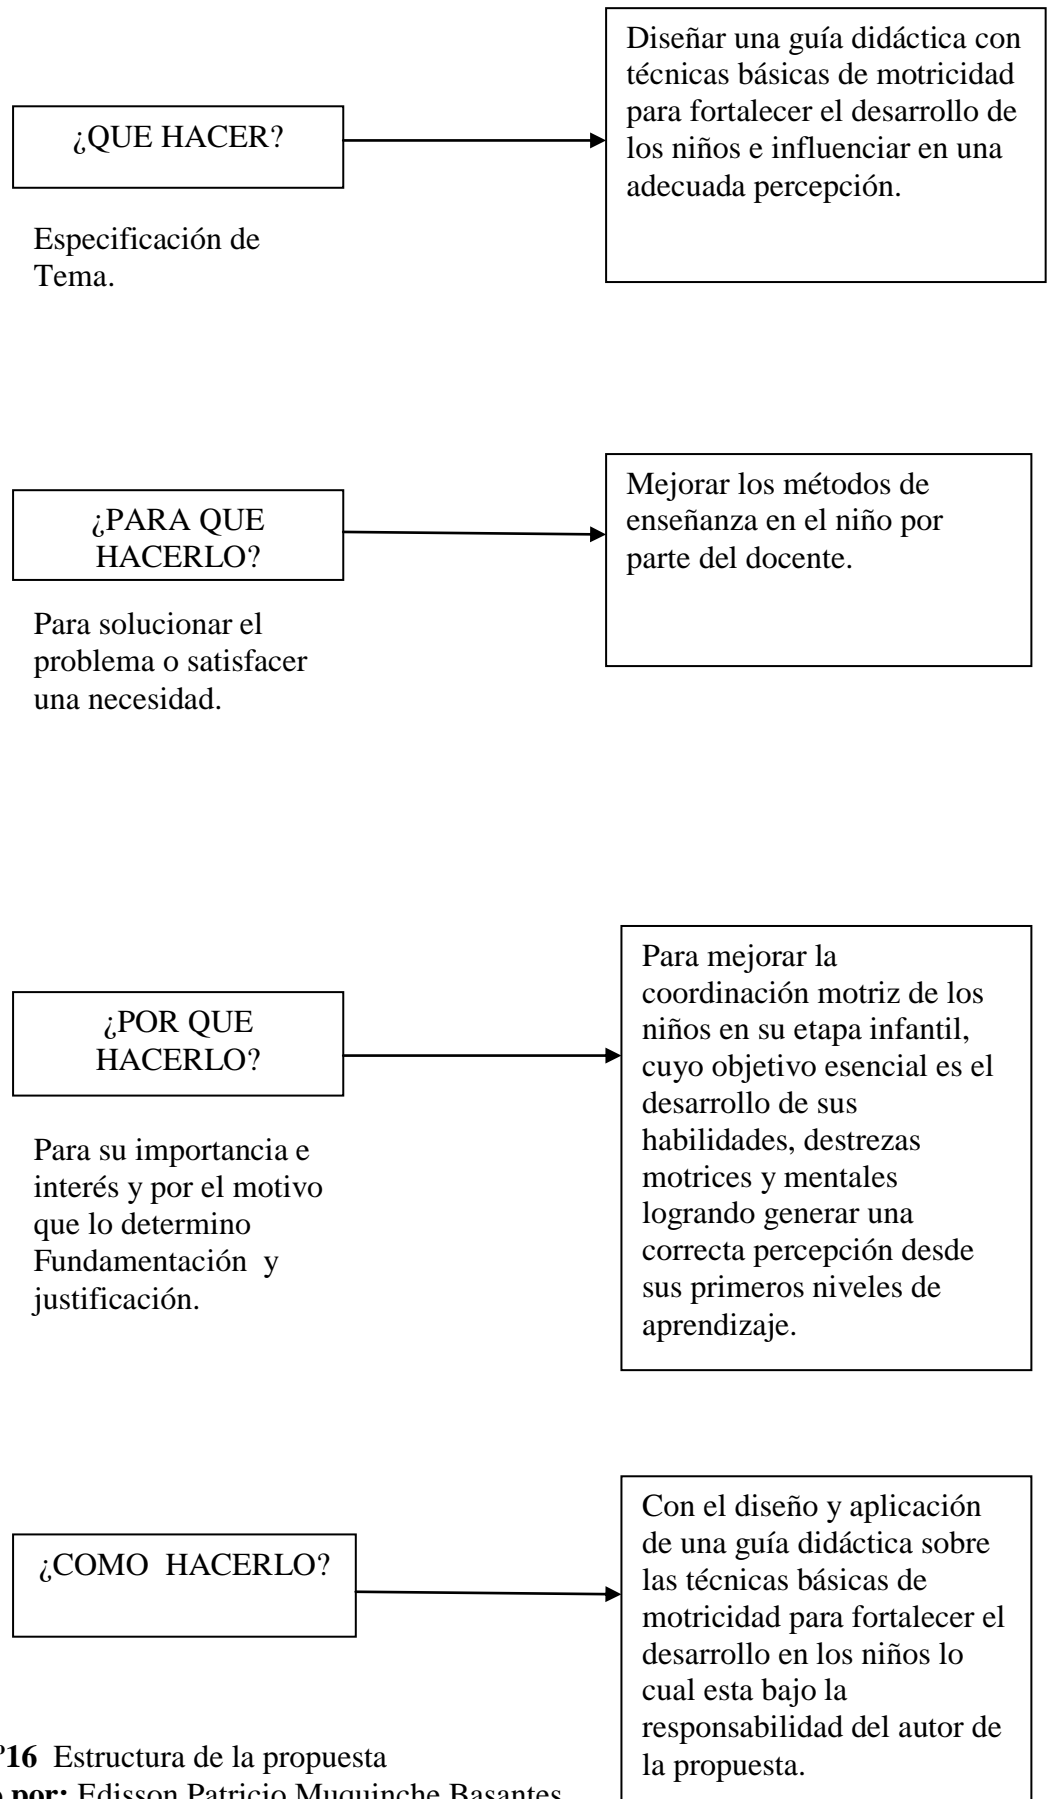 ¿QUE HACER?
Especificación de
Tema.
Diseñar una guía didáctica con
técnicas básicas de motricidad
para fortalecer el desarrollo de
los niños e influenciar en una
adecuada percepción.
¿PARA QUE
HACERLO?
Para solucionar el
problema o satisfacer
una necesidad.
Mejorar los métodos de
enseñanza en el niño por
parte del docente.
¿POR QUE
HACERLO?
Para su importancia e
interés y por el motivo
que lo determino
Fundamentación y
justificación.
Para mejorar la
coordinación motriz de los
niños en su etapa infantil,
cuyo objetivo esencial es el
desarrollo de sus
habilidades, destrezas
motrices y mentales
logrando generar una
correcta percepción desde
sus primeros niveles de
aprendizaje.
¿COMO HACERLO?
Con el diseño y aplicación
de una guía didáctica sobre
las técnicas básicas de
motricidad para fortalecer el
desarrollo en los niños lo
cual esta bajo la
responsabilidad del autor de
la propuesta.
º16 Estructura de la propuesta
por: Edisson Patricio Muquinche Basantes